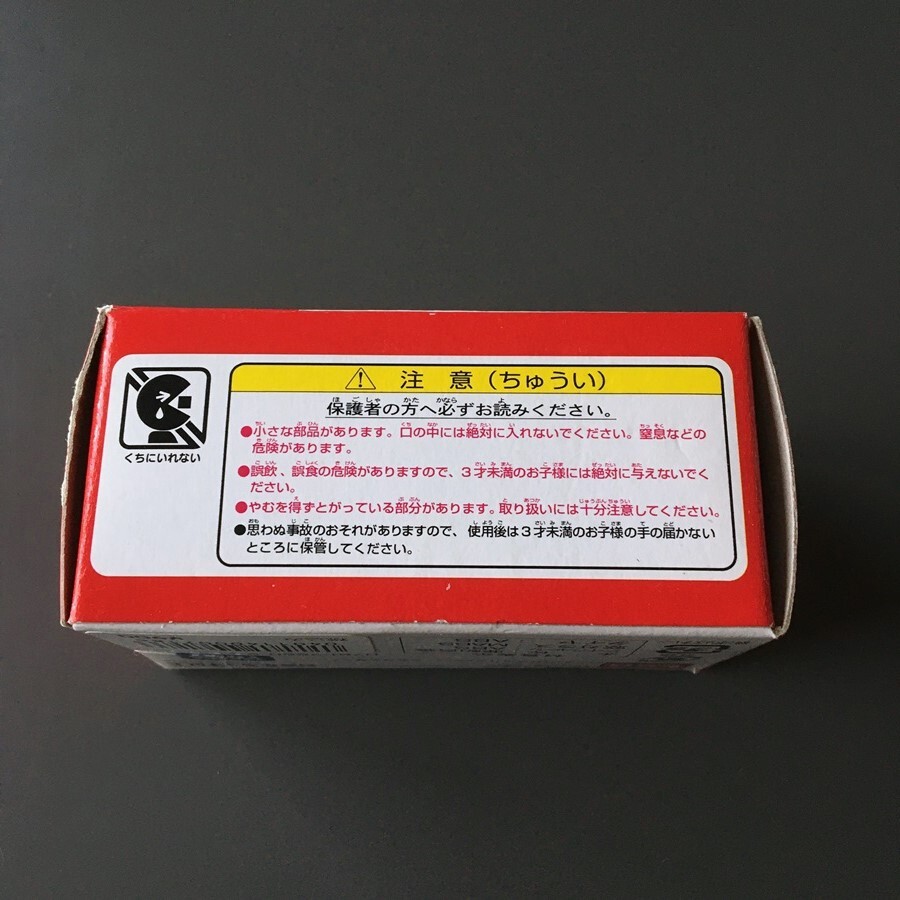 くちにいれない
注意（ちゅうい）
保護者の方へ必ずお読みください。
●小さな部品があります。口の中には絶対に入れないでください。窒息などの
危険があります。
●誤飲、誤食の危険がありますので、３才未満のお子様には絶対に与えないでく
ださい。
●やむを得ずとがっている部分があります。取り扱いには十分注意してください。
●思わぬ事故のおそれがありますので、使用後は３才未満のお子様の手の届かない
ところに保管してください。